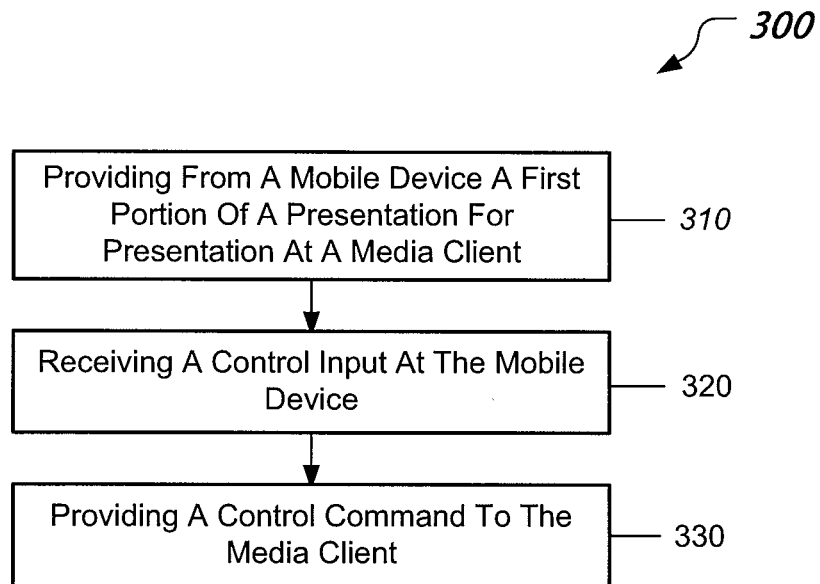 300
Providing From A Mobile Device A First
Portion Of A Presentation For
Presentation At A Media Client
310
Receiving A Control Input At The Mobile
Device
320
Providing A Control Command To The
Media Client
330